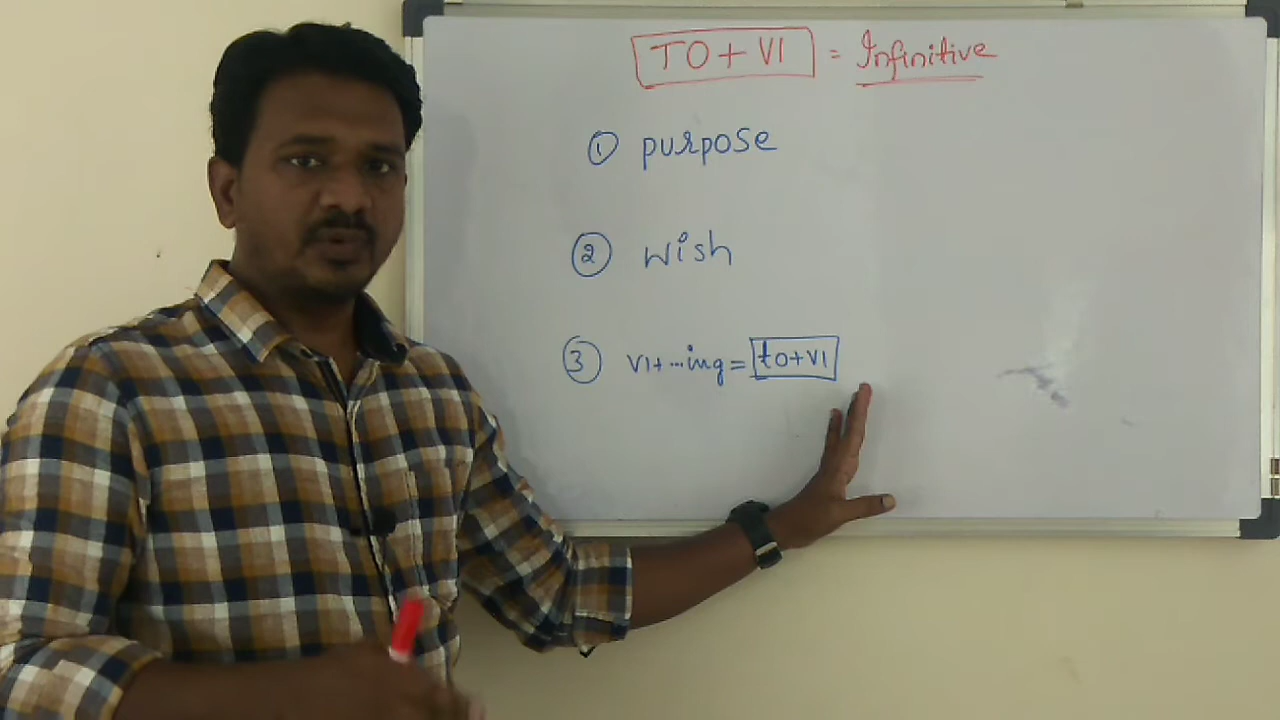 TO + V1 = Infinitive
① purpose
② wish
③ V1+...ing = to+V1